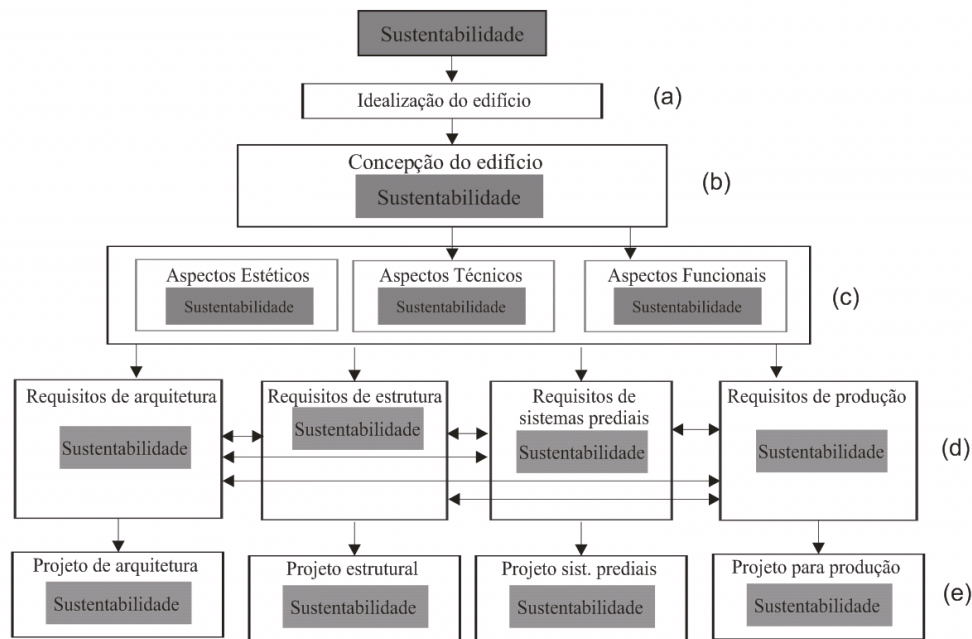 Sustentabilidade
Idealização do edifício
(a)
Concepção do edifício
Sustentabilidade
(b)
Aspectos Estéticos
Sustentabilidade
Aspectos Técnicos
Sustentabilidade
Aspectos Funcionais
Sustentabilidade
(c)
Requisitos de arquitetura
Sustentabilidade
Requisitos de estrutura
Sustentabilidade
Requisitos de
sistemas prediais
Sustentabilidade
Requisitos de produção
Sustentabilidade
(d)
Projeto de arquitetura
Sustentabilidade
Projeto estrutural
Sustentabilidade
Projeto sist. prediais
Sustentabilidade
Projeto para produção
Sustentabilidade
(e)